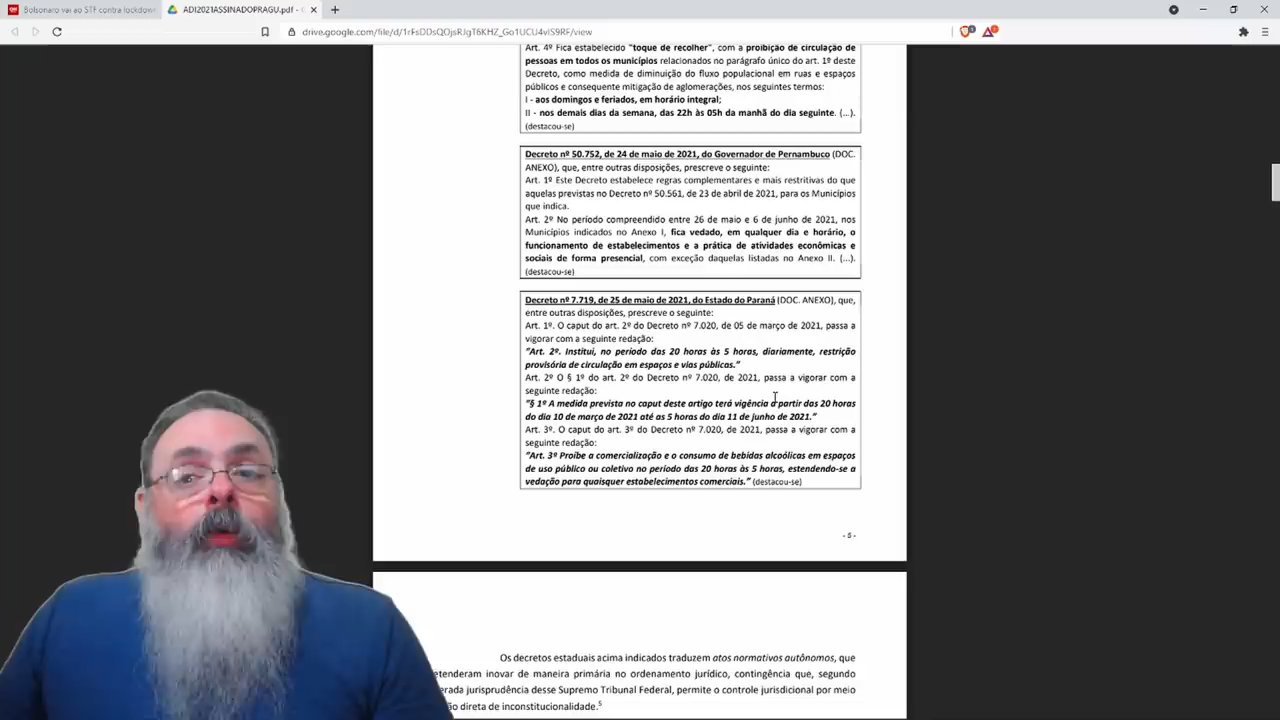 Bolsonaro vai ao STF contra lockdow
ADI2021ASSINADOPRAGU.pdf -
drive.google.com/file/d/1rFsDDsQOjsRJgT6KHZ_Go1UCU4vIS9RF/view
Art. 4º Fica estabelecido "toque de recolher", com a proibição de circulação de
pessoas em todos os municípios relacionados no parágrafo único do art. 1º deste
Decreto, como medida de diminuição do fluxo populacional em ruas e espaços
públicos e consequente mitigação de aglomerações, nos seguintes termos:
I - aos domingos e feriados, em horário integral;
II - nos demais dias da semana, das 22h às 05h da manhã do dia seguinte. (...).
(destacou-se)
Decreto nº 50.752, de 24 de maio de 2021, do Governador de Pernambuco (DOC.
ANEXO), que, entre outras disposições, prescreve o seguinte:
Art. 1º Este Decreto estabelece regras complementares e mais restritivas do que
aquelas previstas no Decreto nº 50.561, de 23 de abril de 2021, para os Municípios
que indica.
Art. 2º No período compreendido entre 26 de maio e 6 de junho de 2021, nos
Municípios indicados no Anexo I, fica vedado, em qualquer dia e horário, o
funcionamento de estabelecimentos e a prática de atividades econômicas e
sociais de forma presencial, com exceção daquelas listadas no Anexo II. (...).
(destacou-se)
Decreto nº 7.719, de 25 de maio de 2021, do Estado do Paraná (DOC. ANEXO), que,
entre outras disposições, prescreve o seguinte:
Art. 1º. O caput do art. 2º do Decreto nº 7.020, de 05 de março de 2021, passa a
vigorar com a seguinte redação:
"Art. 2º. Institui, no período das 20 horas às 5 horas, diariamente, restrição
provisória de circulação em espaços e vias públicas."
Art. 2º O § 1º do art. 2º do Decreto nº 7.020, de 2021, passa a vigorar com a
seguinte redação:
"§ 1º A medida prevista no caput deste artigo terá vigência a partir das 20 horas
do dia 10 de março de 2021 até as 5 horas do dia 11 de junho de 2021."
Art. 3º. O caput do art. 3º do Decreto nº 7.020, de 2021, passa a vigorar com a
seguinte redação:
"Art. 3º Proíbe a comercialização e o consumo de bebidas alcoólicas em espaços
de uso público ou coletivo no período das 20 horas às 5 horas, estendendo-se a
vedação para quaisquer estabelecimentos comerciais." (destacou-se)
- 5 -
Os decretos estaduais acima indicados traduzem atos normativos autônomos, que
etenderam inovar de maneira primária no ordenamento jurídico, contingência que, segundo
erada jurisprudência desse Supremo Tribunal Federal, permite o controle jurisdicional por meio
ão direta de inconstitucionalidade.5